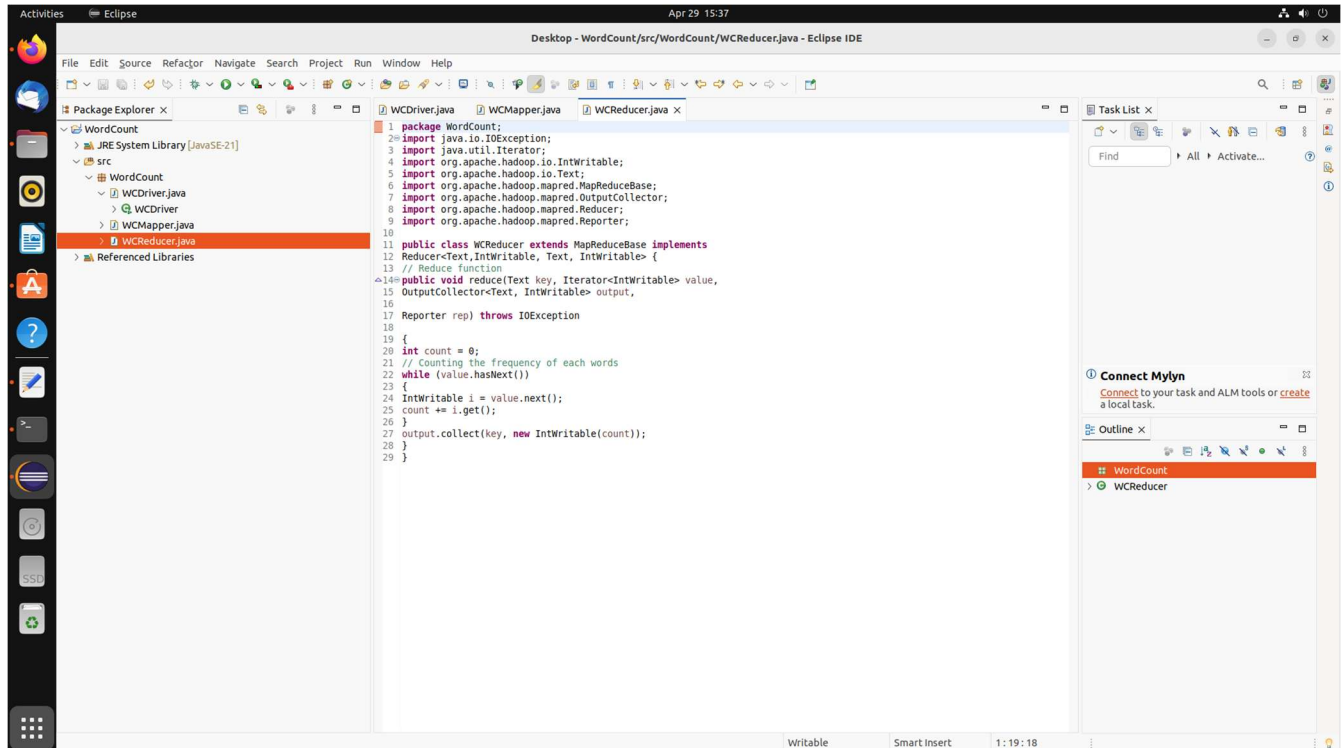 Activities
Eclipse
Apr 29 15:37
Desktop - WordCount/src/WordCount/WCReducer.java - Eclipse IDE
File Edit Source Refactor Navigate Search Project Run Window Help
Package Explorer
WordCount
JRE System Library [JavaSE-21]
src
WordCount
WCDriver.java
WCDriver
WCMapper.java
WCReducer.java
Referenced Libraries
WCDriver.java WCMapper.java WCReducer.java
1 package WordCount;
2 import java.io.IOException;
3 import java.util.Iterator;
4 import org.apache.hadoop.io.IntWritable;
5 import org.apache.hadoop.io.Text;
6 import org.apache.hadoop.mapred.MapReduceBase;
7 import org.apache.hadoop.mapred.OutputCollector;
8 import org.apache.hadoop.mapred.Reducer;
9 import org.apache.hadoop.mapred.Reporter;
10
11 public class WCReducer extends MapReduceBase implements
12 Reducer<Text,IntWritable, Text, IntWritable> {
13 // Reduce function
14 public void reduce(Text key, Iterator<IntWritable> value,
15 OutputCollector<Text, IntWritable> output,
16
17 Reporter rep) throws IOException
18
19 {
20 int count = 0;
21 // Counting the frequency of each words
22 while (value.hasNext())
23 {
24 IntWritable i = value.next();
25 count += i.get();
26 }
27 output.collect(key, new IntWritable(count));
28 }
29 }
Task List
Find All Activate...
Connect Mylyn
Connect to your task and ALM tools or create
a local task.
Outline
WordCount
WCReducer
SSD
Writable Smart Insert 1 : 19 : 18